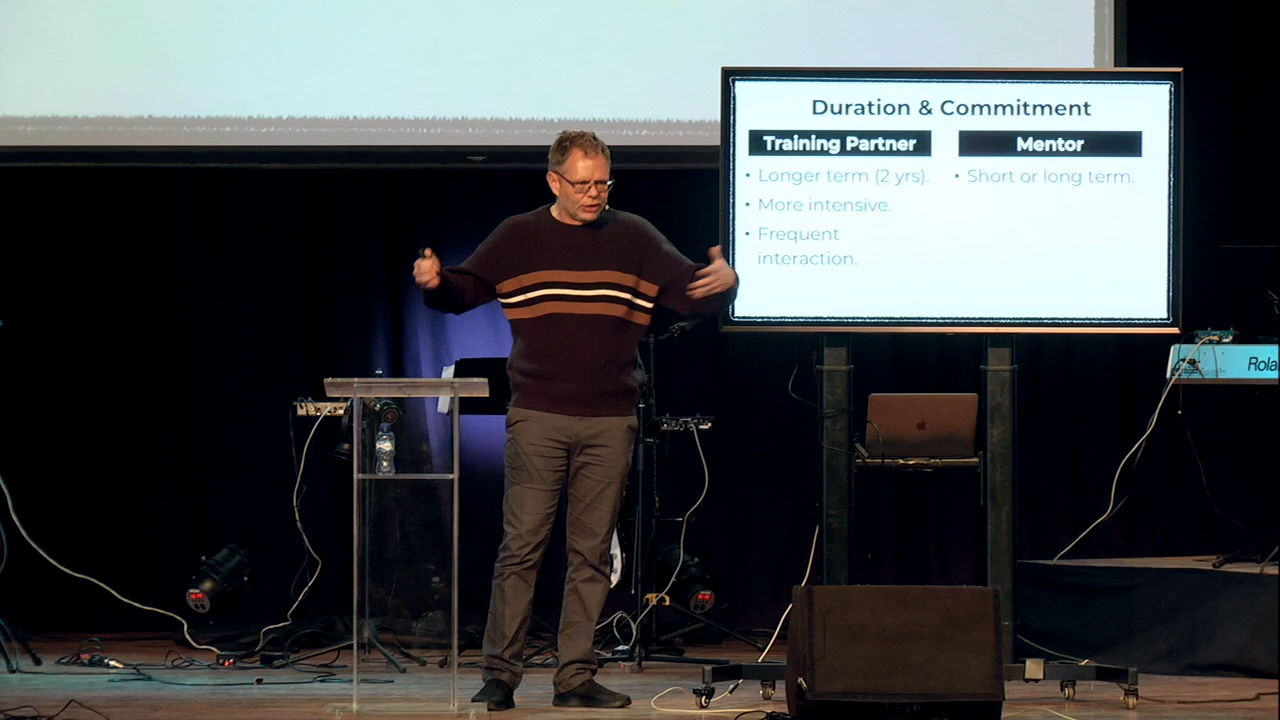 Duration & Commitment
Training Partner
• Longer term (2 yrs).
• More intensive.
• Frequent
interaction.
Mentor
• Short or long term.
Rola